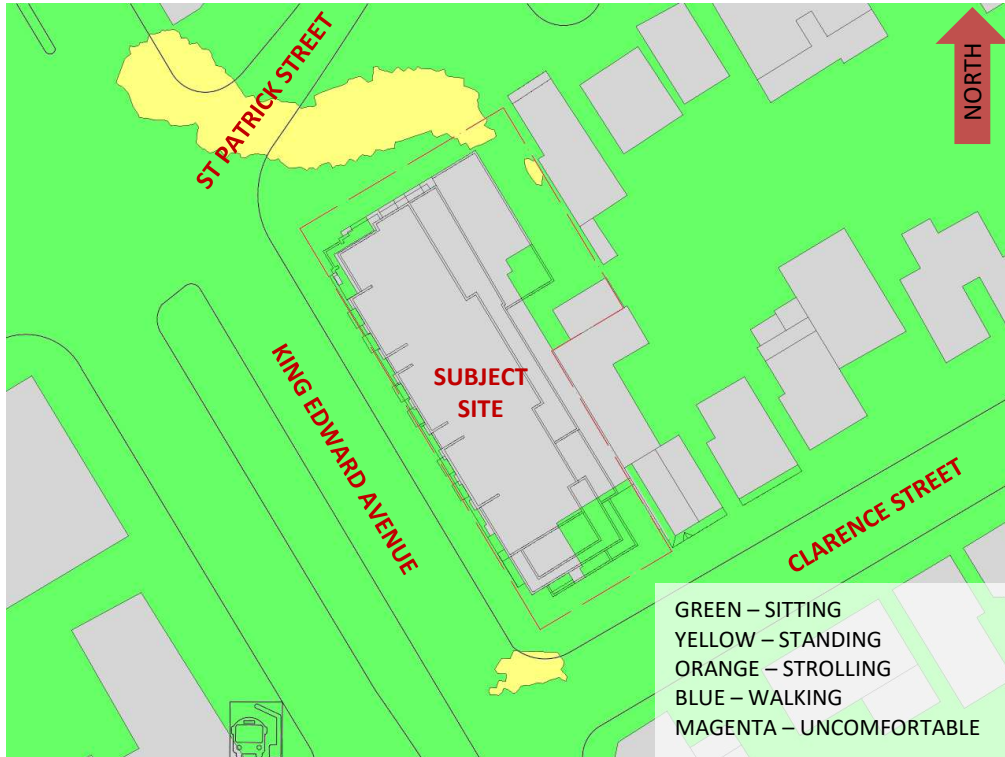 ST PATRICK STREET
NORTH
KING EDWARD AVENUE
SUBJECT
SITE
CLARENCE STREET
GREEN – SITTING
YELLOW – STANDING
ORANGE – STROLLING
BLUE – WALKING
MAGENTA – UNCOMFORTABLE